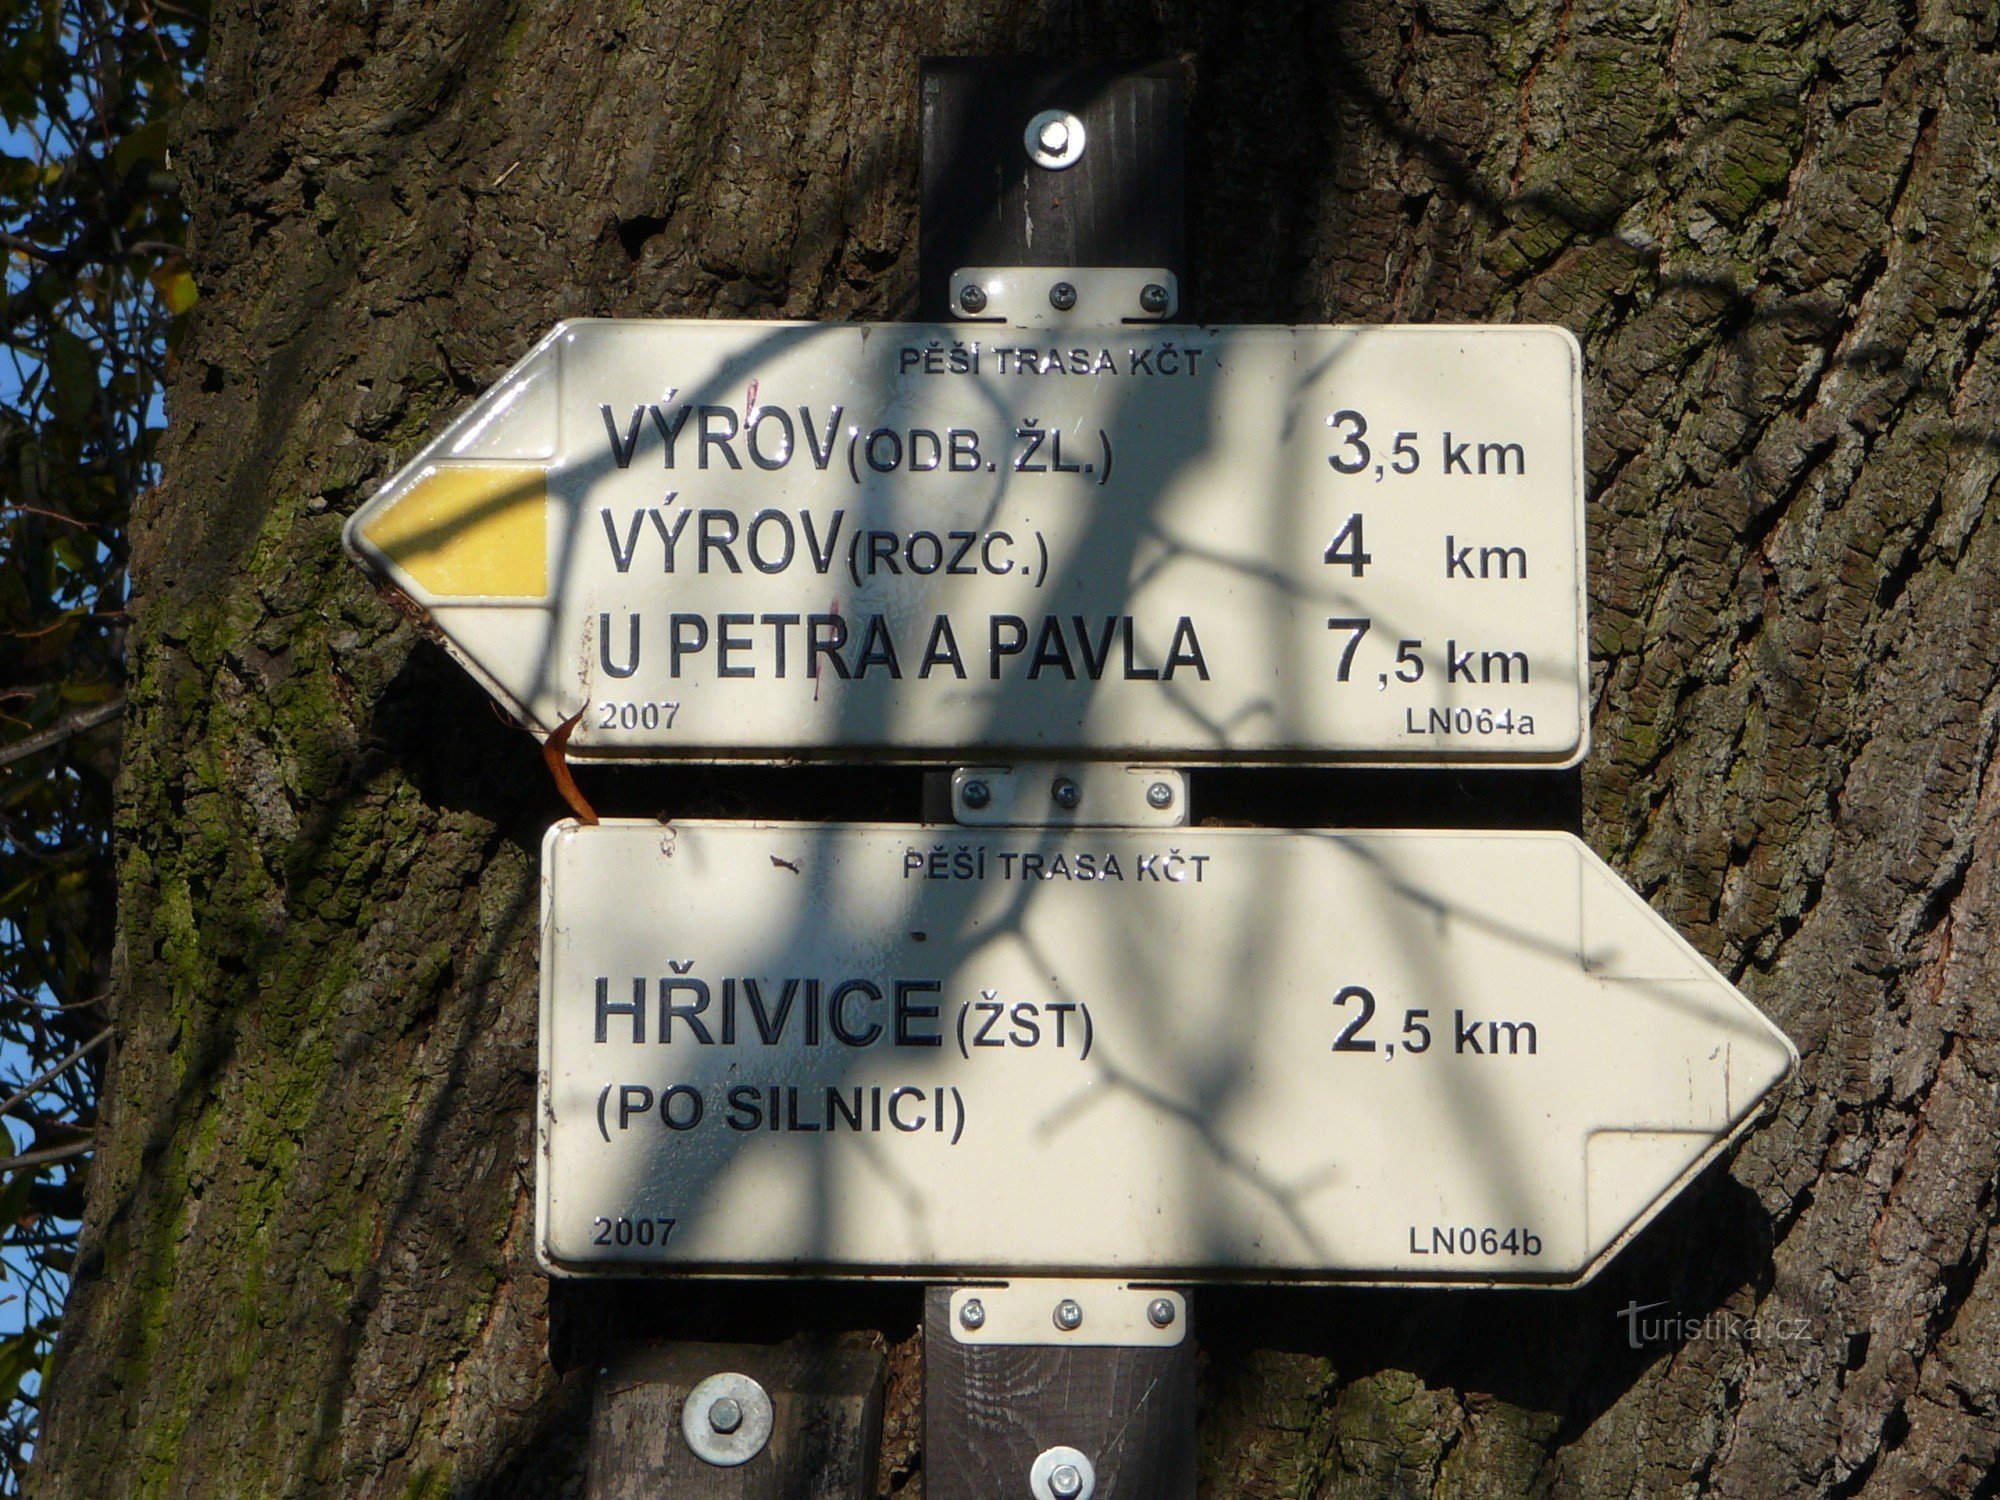 PĚŠÍ TRASA KČT
VÝROV (ODB. ŽL.) 3,5 km
VÝROV (ROZC.) 4 km
U PETRA A PAVLA 7,5 km
2007 LN064a
PĚŠÍ TRASA KČT
HŘIVICE (ŽST) 2,5 km
(PO SILNICI)
2007 LN064b
Turistika.cz